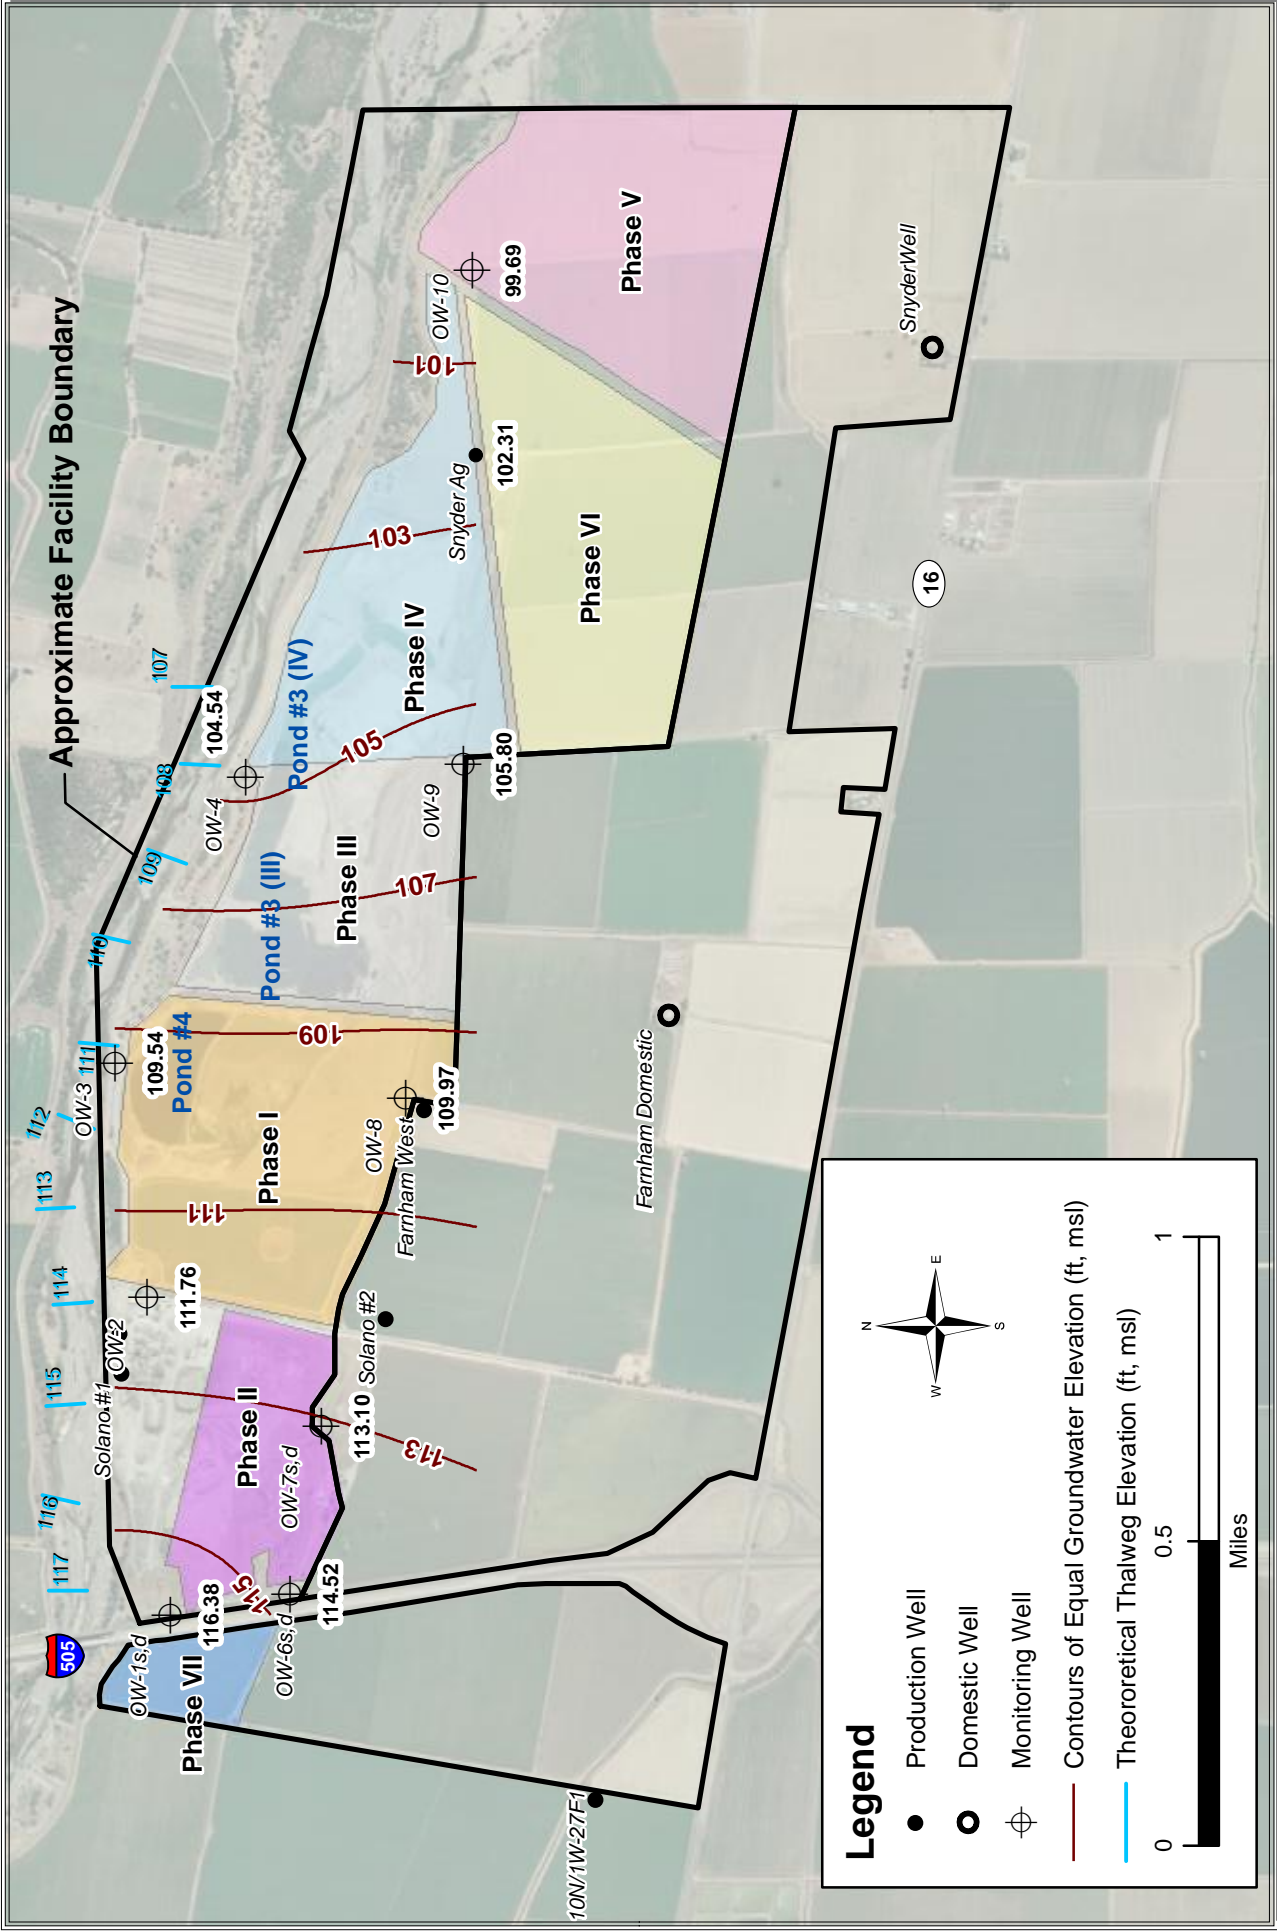 Approximate Facility Boundary
505
117
116
115
114
113
112
111
110
109
108
107
OW-1s,d
116.38
Phase VII
OW-6s,d
114.52
115
Solano #1
OW-2
111.76
Phase II
OW-7s,d
113.10
113
Solano #2
111
Phase I
OW-3
109.54
Pond #4
109
OW-8
Farnham West
109.97
Pond #3 (III)
Phase III
107
OW-4
104.54
OW-9
105.80
105
Pond #3 (IV)
Phase IV
103
Snyder Ag
102.31
101
OW-10
99.69
Phase V
Phase VI
Farnham Domestic
SnyderWell
16
10N/1W-27F1
Legend
Production Well
Domestic Well
Monitoring Well
Contours of Equal Groundwater Elevation (ft, msl)
Theororetical Thalweg Elevation (ft, msl)
N
W
E
S
0
0.5
1
Miles